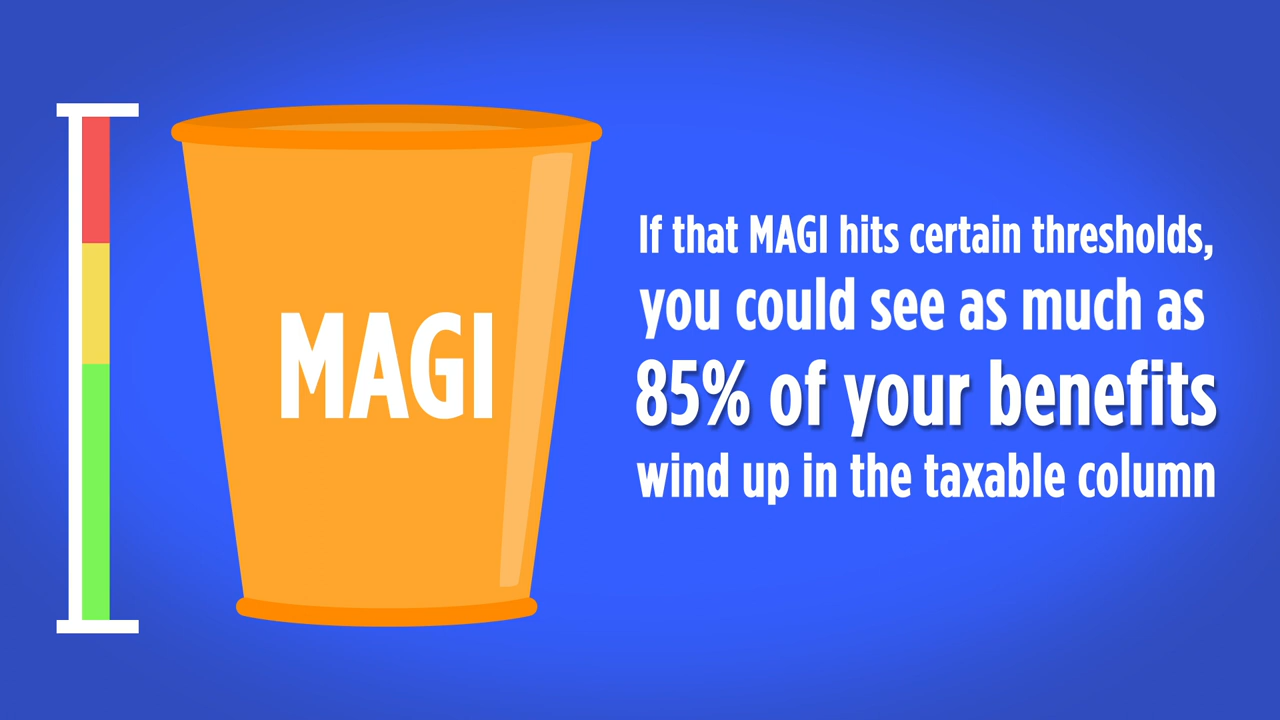 MAGI
If that MAGI hits certain thresholds,
you could see as much as
85% of your benefits
wind up in the taxable column